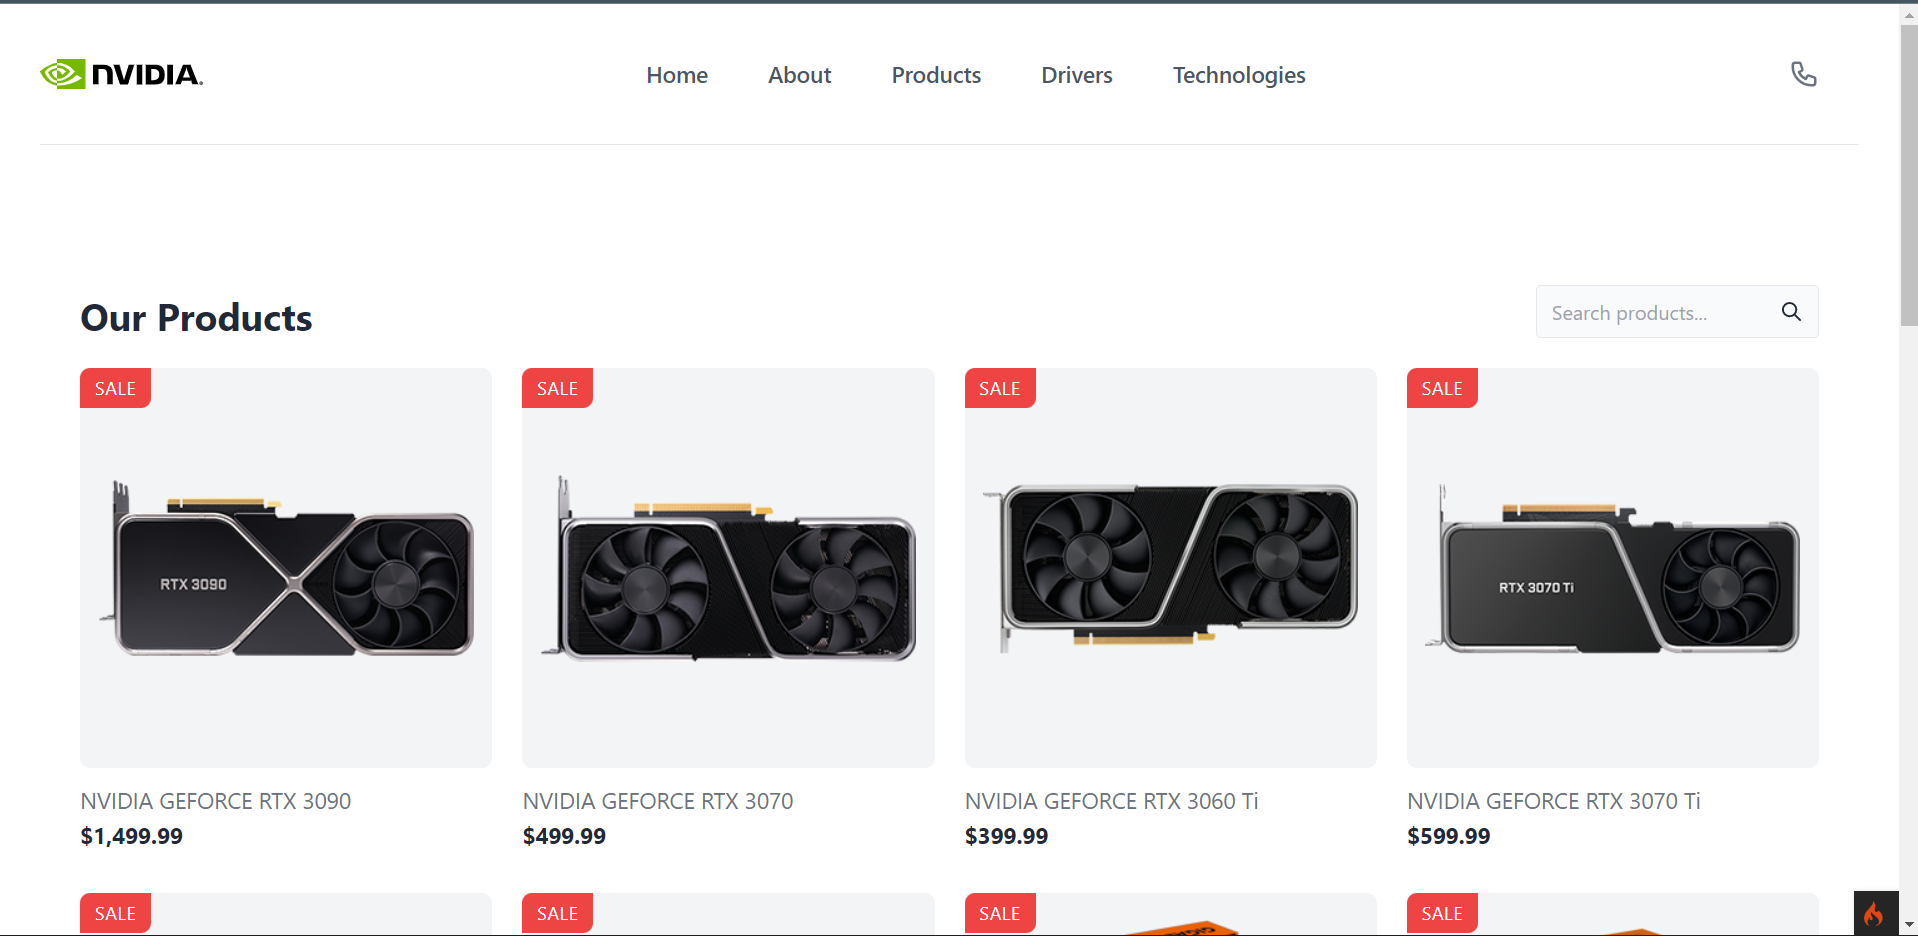 NVIDIA.
Home
About
Products
Drivers
Technologies
Our Products
Search products...
SALE
SALE
SALE
SALE
RTX 3090
RTX 3070 Ti
NVIDIA GEFORCE RTX 3090
$1,499.99
NVIDIA GEFORCE RTX 3070
$499.99
NVIDIA GEFORCE RTX 3060 Ti
$399.99
NVIDIA GEFORCE RTX 3070 Ti
$599.99
SALE
SALE
SALE
SALE